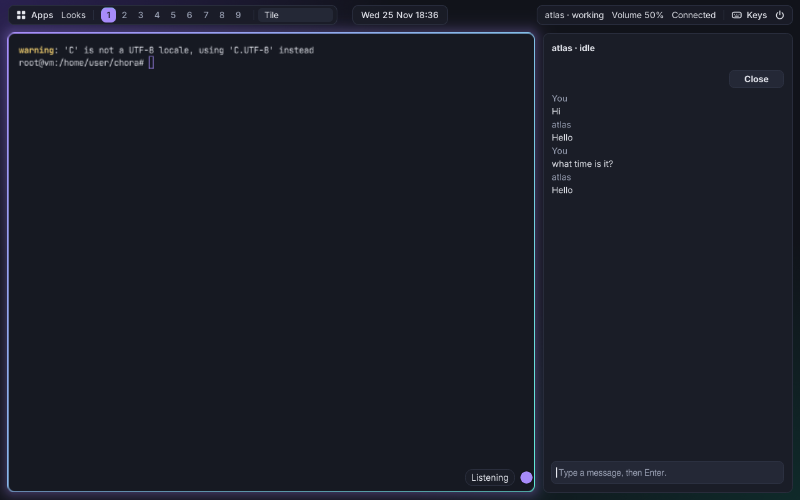 Apps Looks 1 2 3 4 5 6 7 8 9 Tile
Wed 25 Nov 18:36
atlas · working Volume 50% Connected Keys
warning: 'C' is not a UTF-8 locale, using 'C.UTF-8' instead
root@vm:/home/user/chora#
Listening
atlas · idle
Close
You
Hi
atlas
Hello
You
what time is it?
atlas
Hello
Type a message, then Enter.